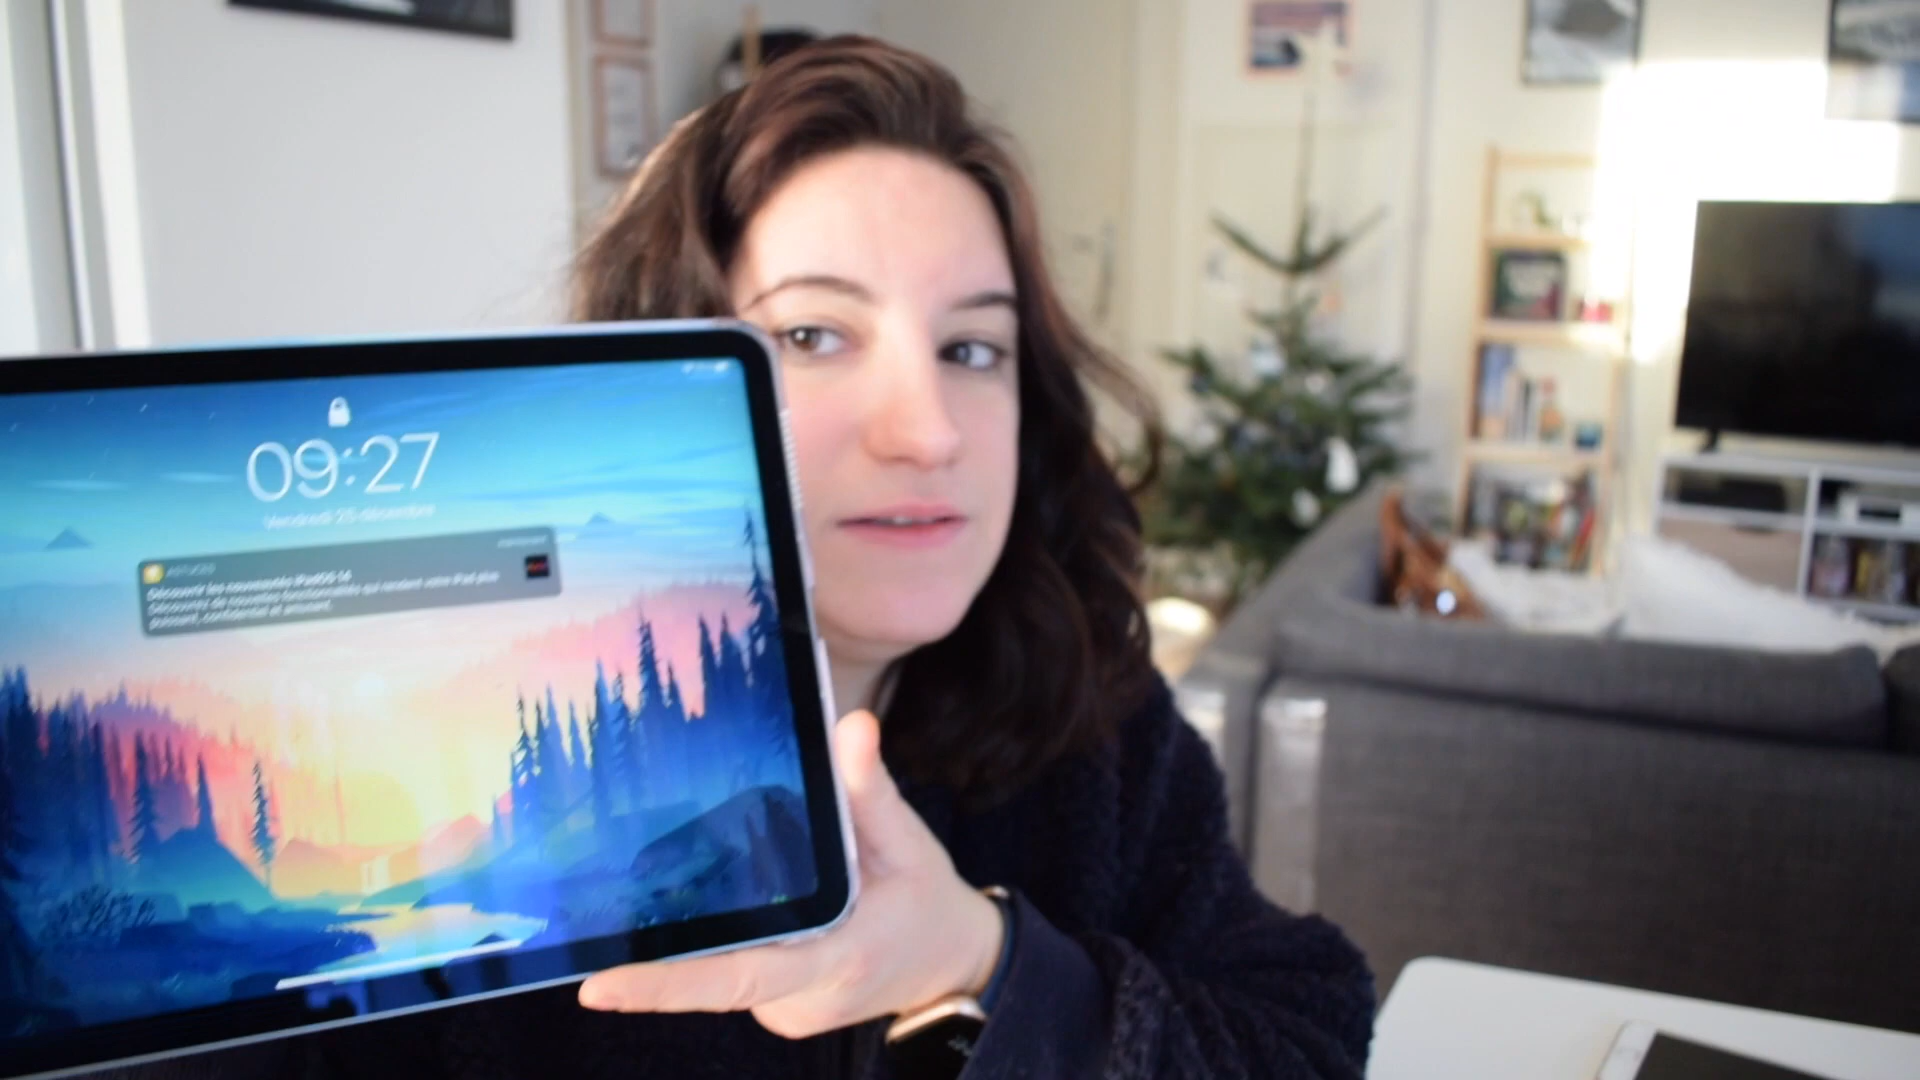 09:27
Vendredi 25 décembre
ASTUCES
Découvrir les nouveautés iPadOS 14
Découvrez de nouvelles fonctionnalités qui rendent votre iPad plus
puissant, confidentiel et amusant.